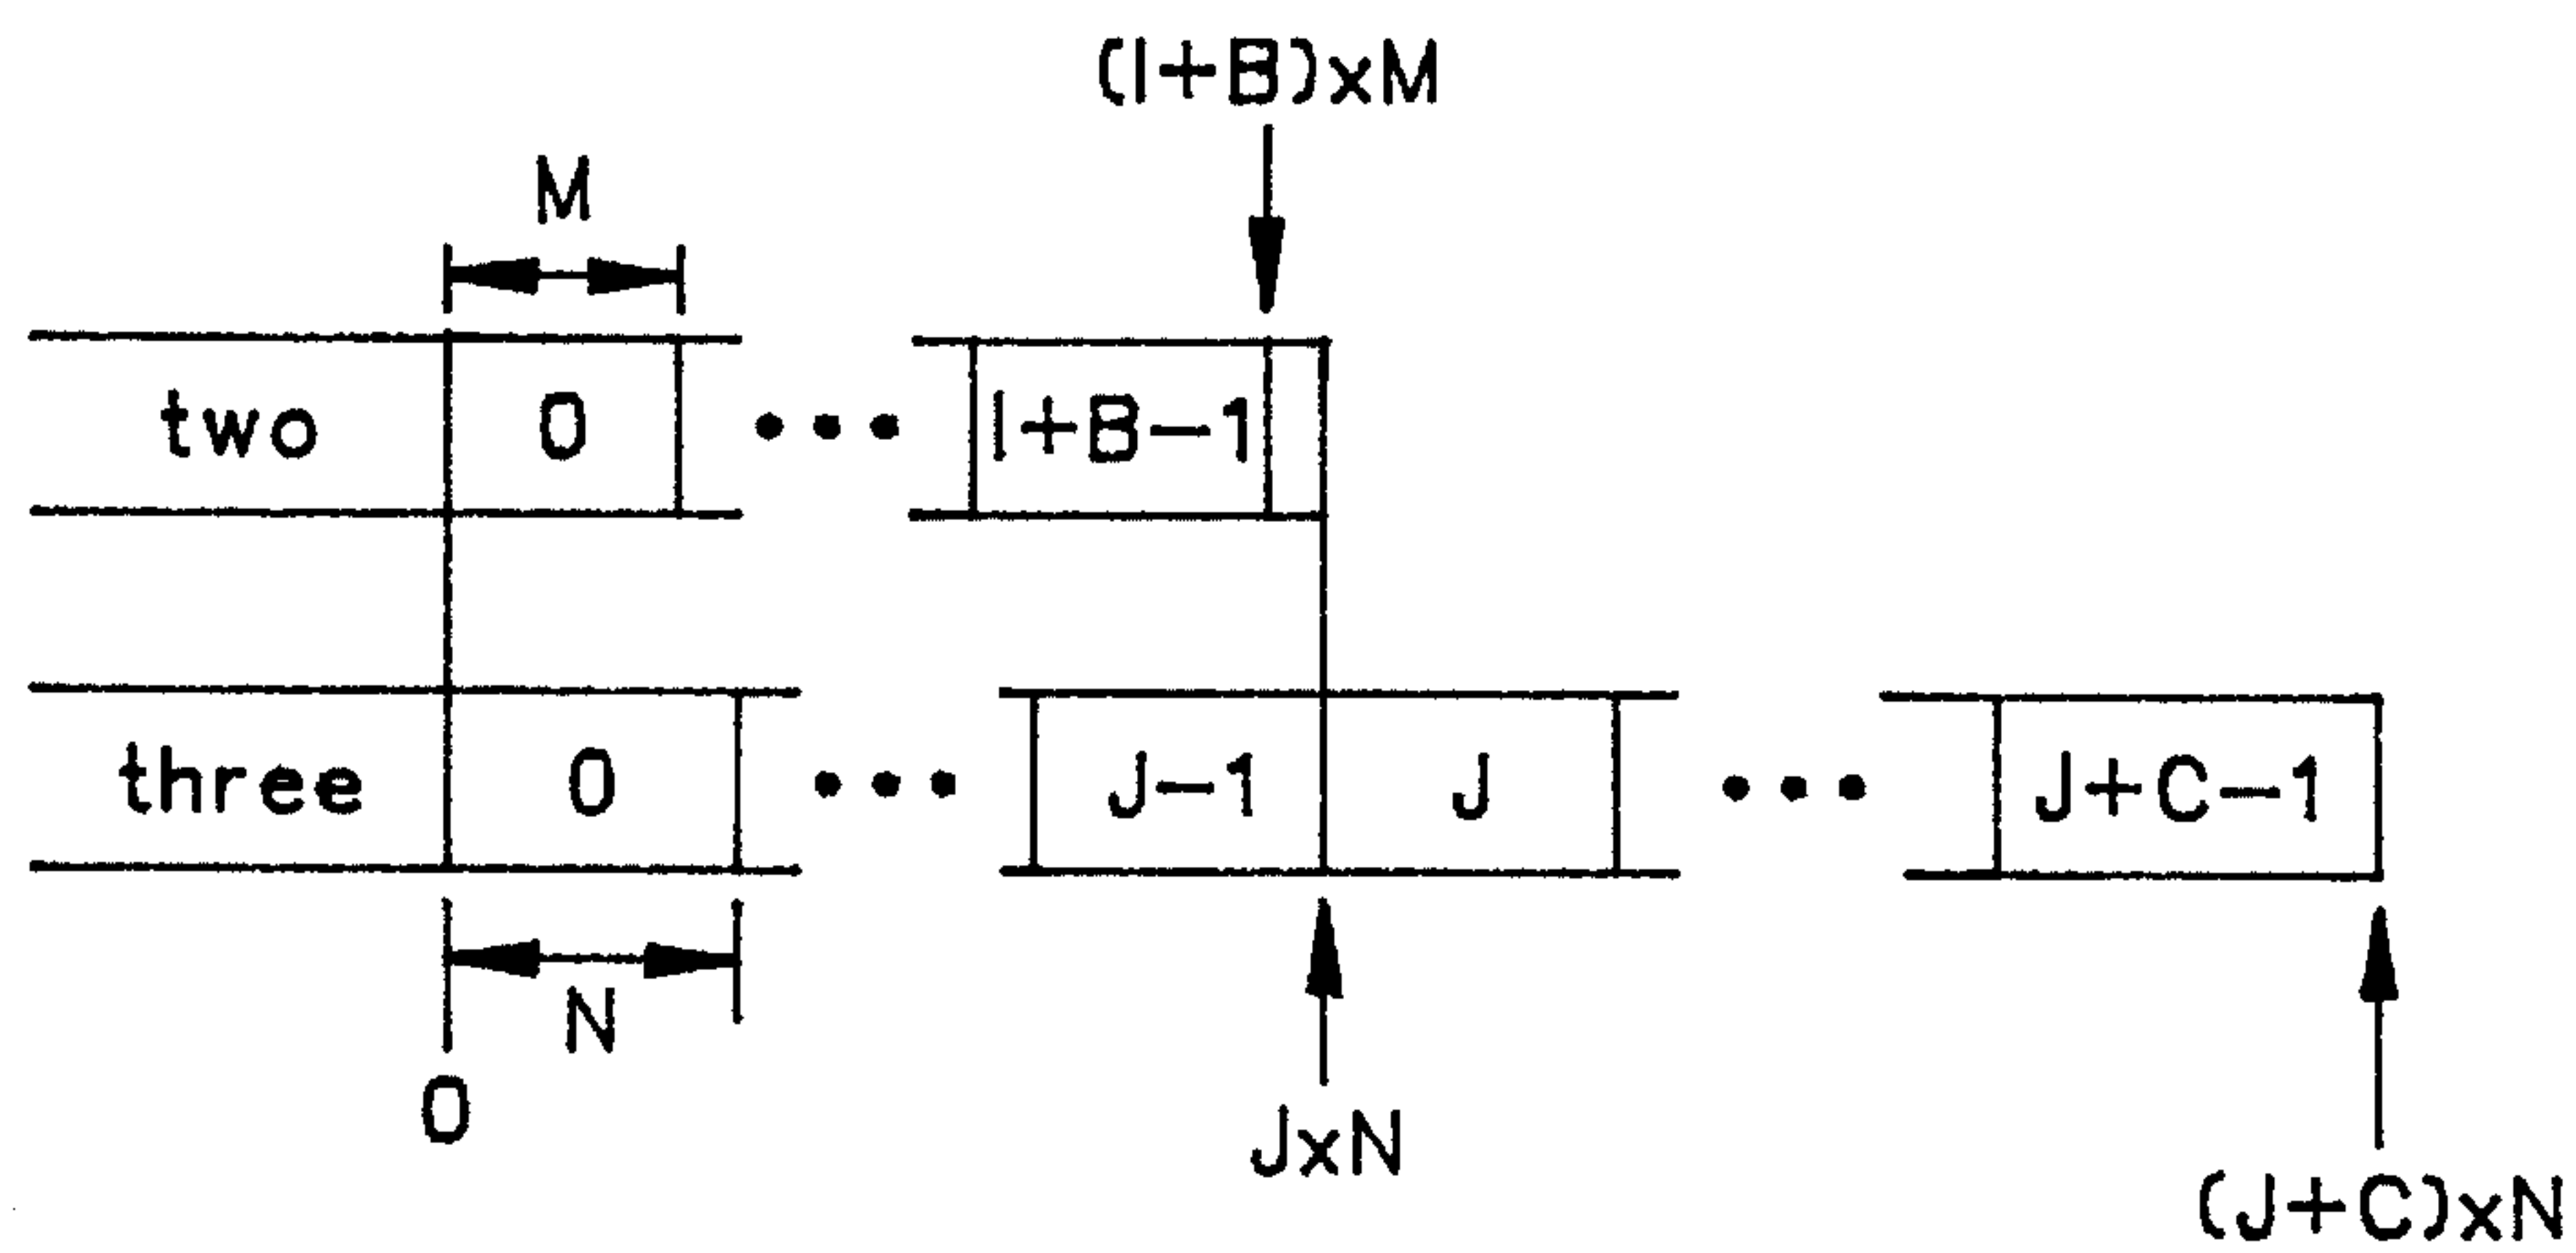 (I+B)xM
M
two 0 I+B-1
three 0 J-1 J J+C-1
N
0
JxN
(J+C)xN